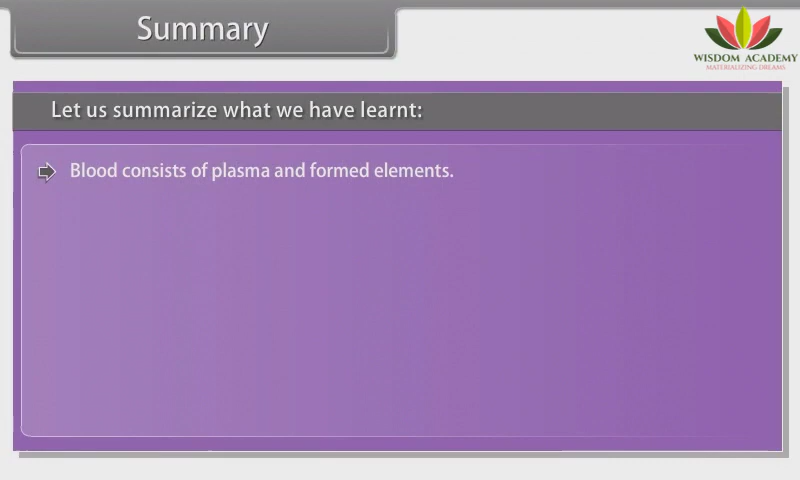 Summary
WISDOM ACADEMY
MATERIALIZING DREAMS
Let us summarize what we have learnt:
Blood consists of plasma and formed elements.